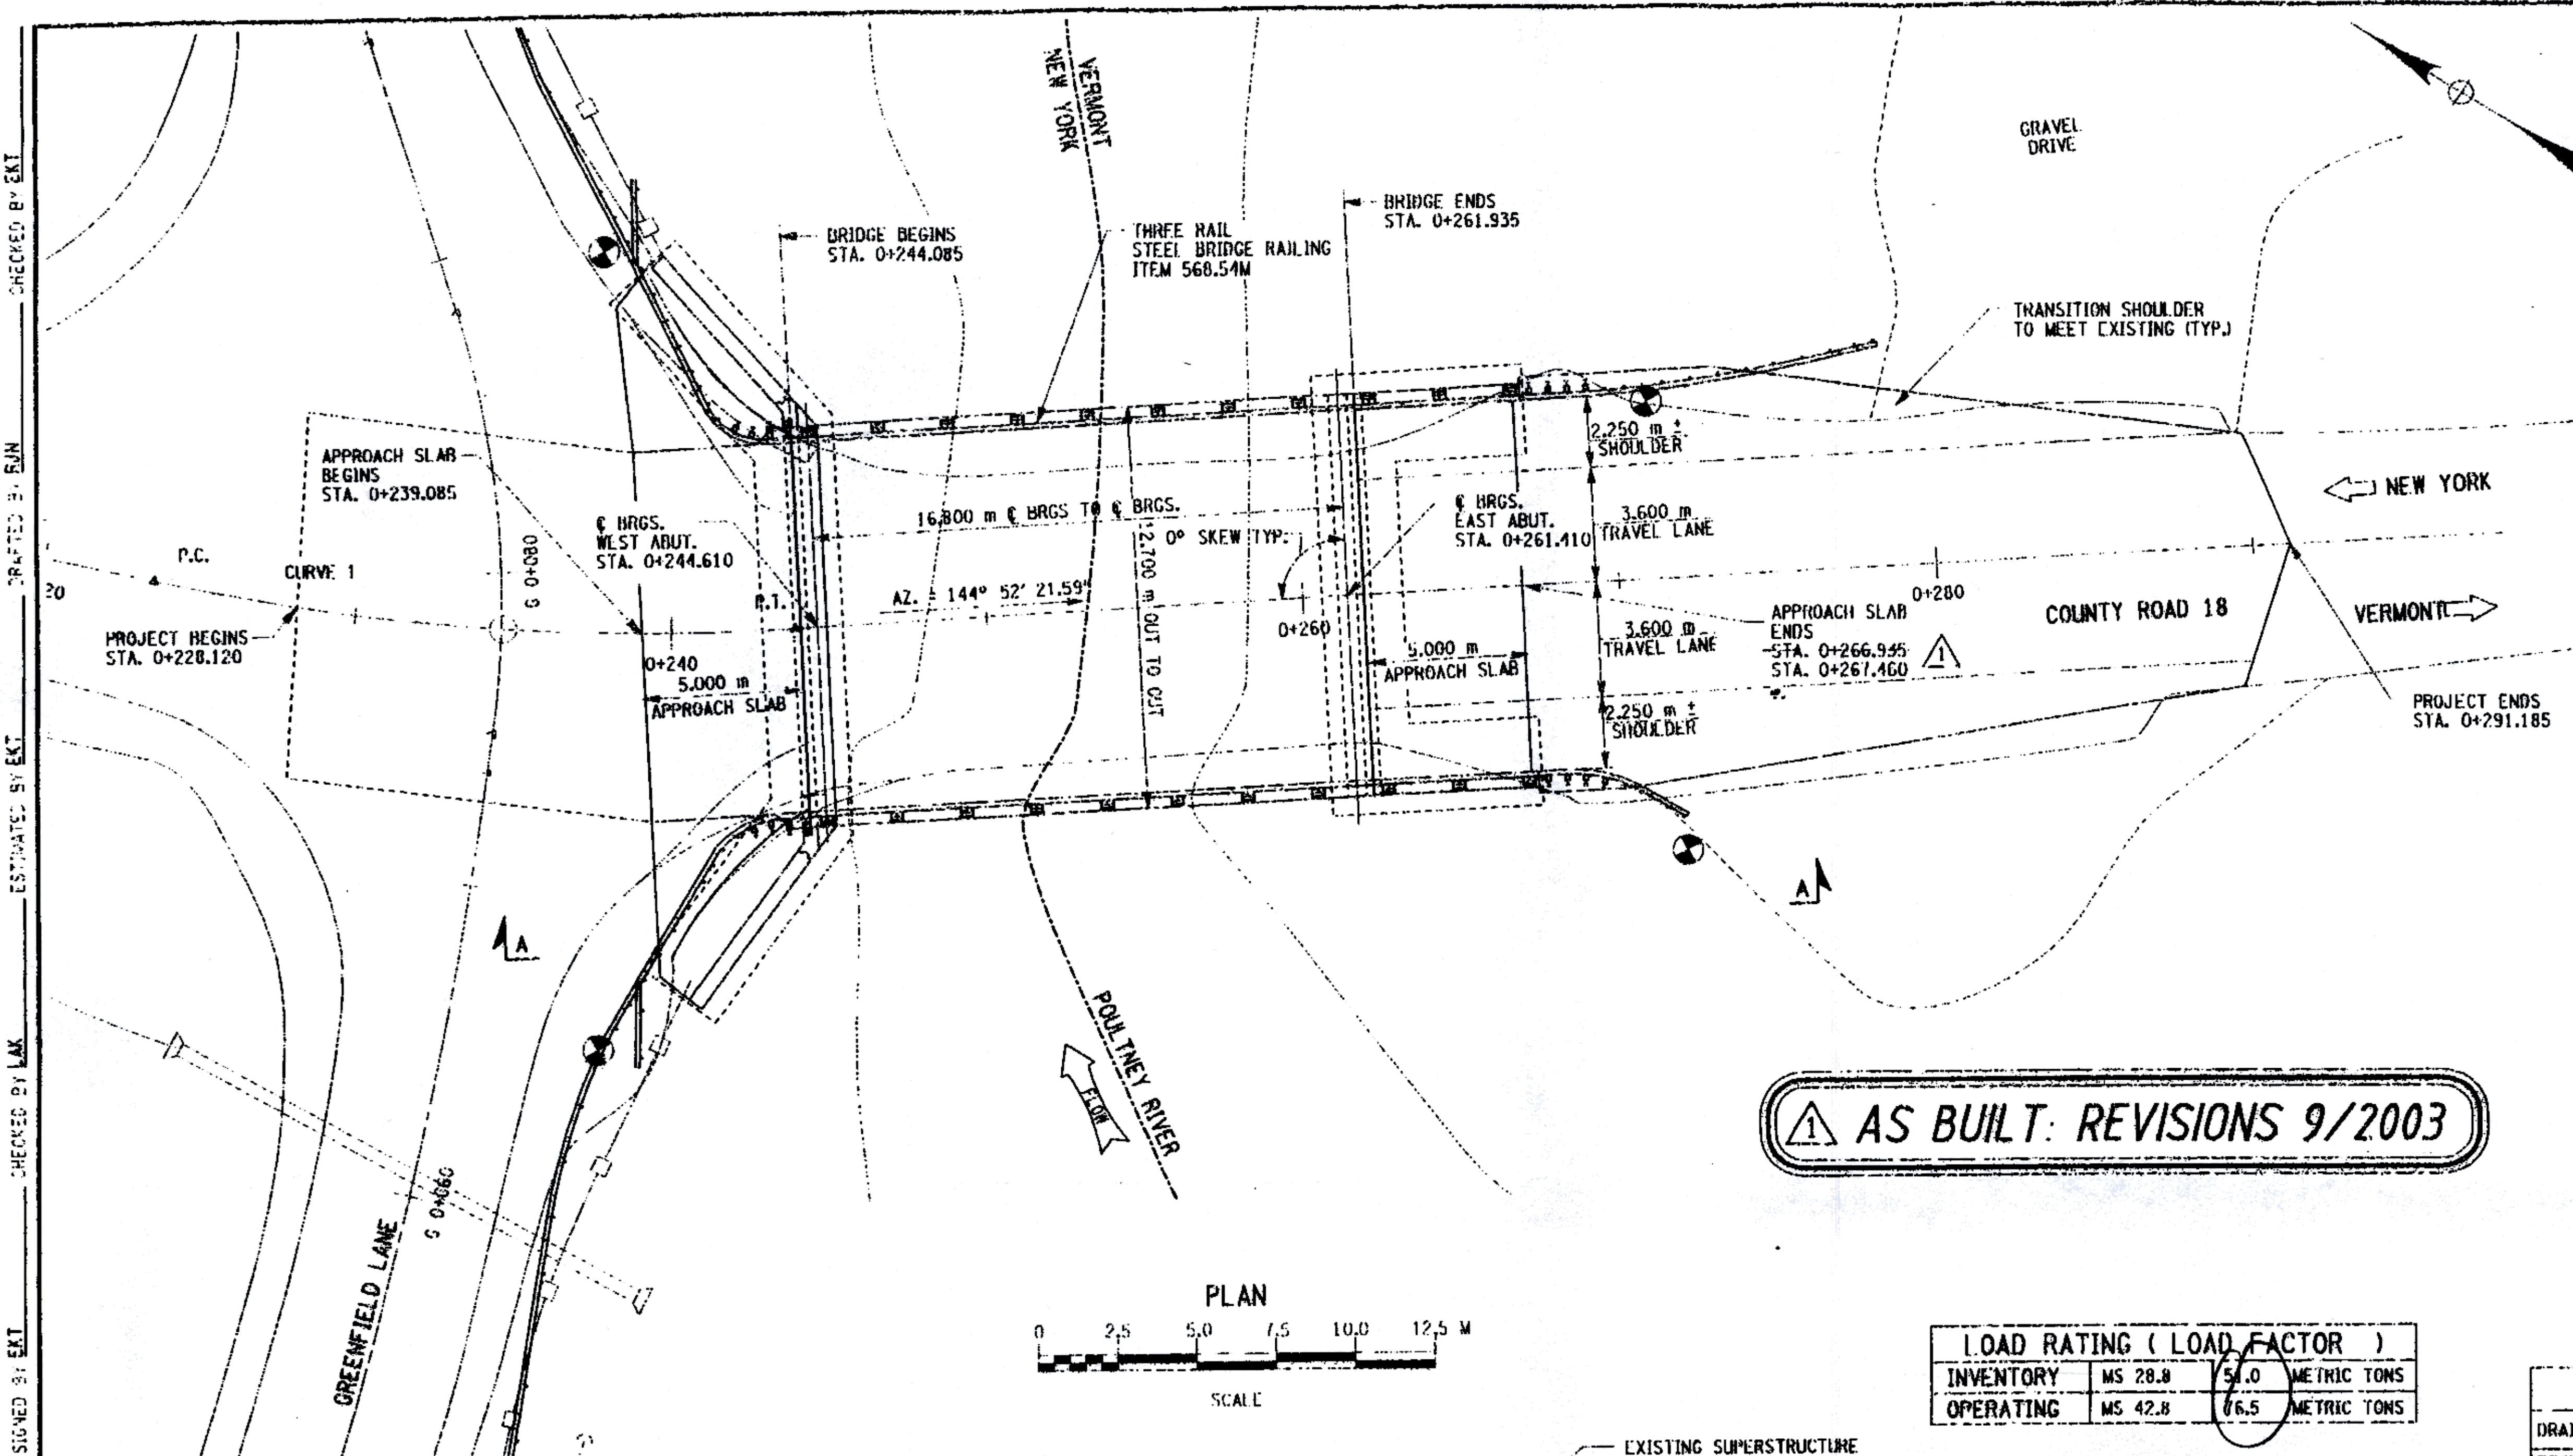 VERMONT
NEW YORK
GRAVEL
DRIVE
BRIDGE BEGINS
STA. 0+244.085
THREE RAIL
STEEL BRIDGE RAILING
ITEM 568.54M
BRIDGE ENDS
STA. 0+261.935
TRANSITION SHOULDER
TO MEET EXISTING (TYP.)
APPROACH SLAB
BEGINS
STA. 0+239.085
℄ BRGS.
WEST ABUT.
STA. 0+244.610
16.800 m ℄ BRGS TO ℄ BRGS.
0° SKEW TYP.
℄ BRGS.
EAST ABUT.
STA. 0+261.410
2.250 m ±
SHOULDER
3.600 m
TRAVEL LANE
NEW YORK
P.C.
CURVE 1
G 0+080
20
PROJECT BEGINS
STA. 0+228.120
P.T.
AZ. = 144° 52' 21.59"
12.700 m OUT TO OUT
0+240
5.000 m
APPROACH SLAB
0+260
5.000 m
APPROACH SLAB
3.600 m
TRAVEL LANE
2.250 m ±
SHOULDER
APPROACH SLAB
ENDS
STA. 0+266.935
STA. 0+267.460
1
0+280
COUNTY ROAD 18
VERMONT
PROJECT ENDS
STA. 0+291.185
A
A
POULTNEY RIVER
FLOW
1 AS BUILT: REVISIONS 9/2003
G 0+060
GREENFIELD LANE
PLAN
0 2.5 5.0 7.5 10.0 12.5 M
SCALE
LOAD RATING ( LOAD FACTOR )
INVENTORY MS 28.8 51.0 METRIC TONS
OPERATING MS 42.8 76.5 METRIC TONS
EXISTING SUPERSTRUCTURE
CHECKED BY EKT
DRAFTED BY RJN
ESTIMATED BY EKT
CHECKED BY LAK
SIGNED BY EKT